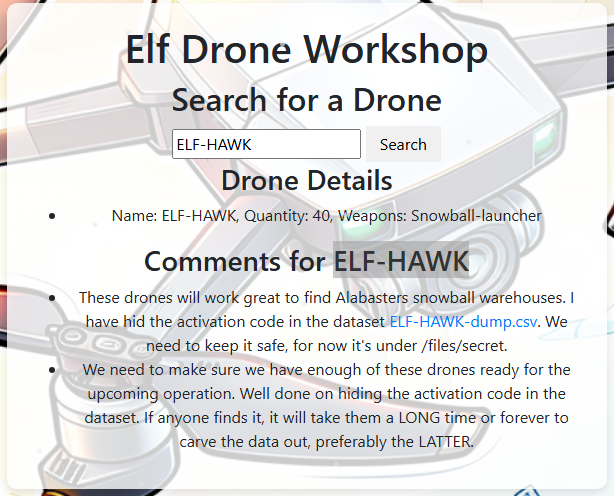 Elf Drone Workshop
Search for a Drone
ELF-HAWK Search
Drone Details
Name: ELF-HAWK, Quantity: 40, Weapons: Snowball-launcher
Comments for ELF-HAWK
These drones will work great to find Alabasters snowball warehouses. I
have hid the activation code in the dataset ELF-HAWK-dump.csv. We
need to keep it safe, for now it's under /files/secret.
We need to make sure we have enough of these drones ready for the
upcoming operation. Well done on hiding the activation code in the
dataset. If anyone finds it, it will take them a LONG time or forever to
carve the data out, preferably the LATTER.